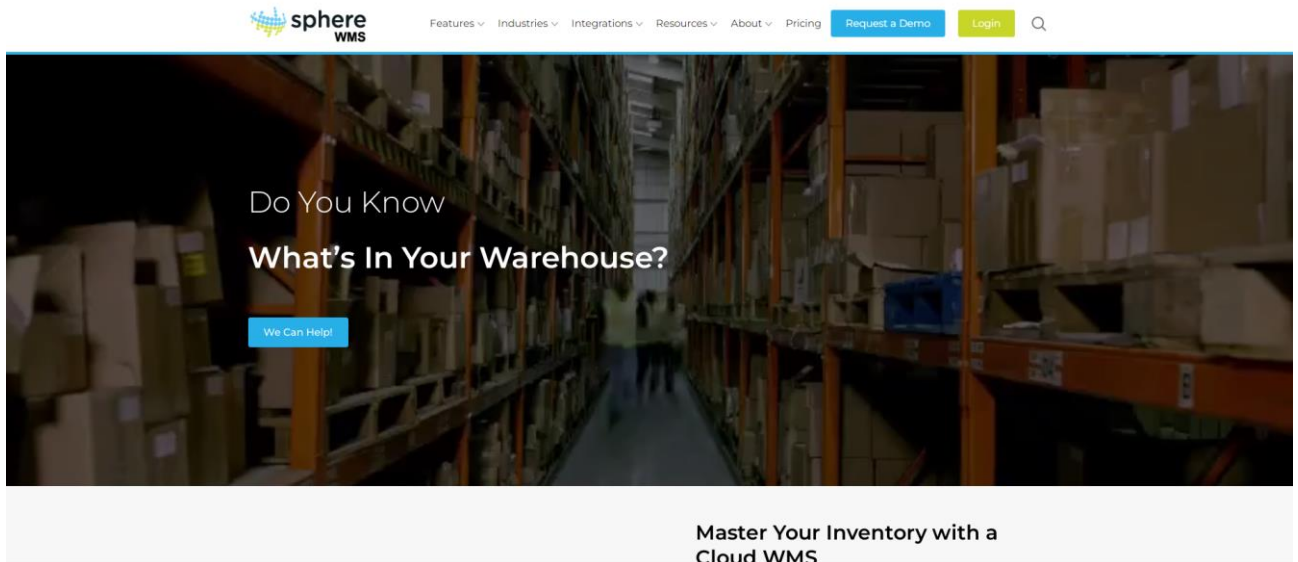 sphere
WMS
Features Industries Integrations Resources About Pricing Request a Demo Login
Do You Know
What's In Your Warehouse?
We Can Help!
Master Your Inventory with a
Cloud WMS